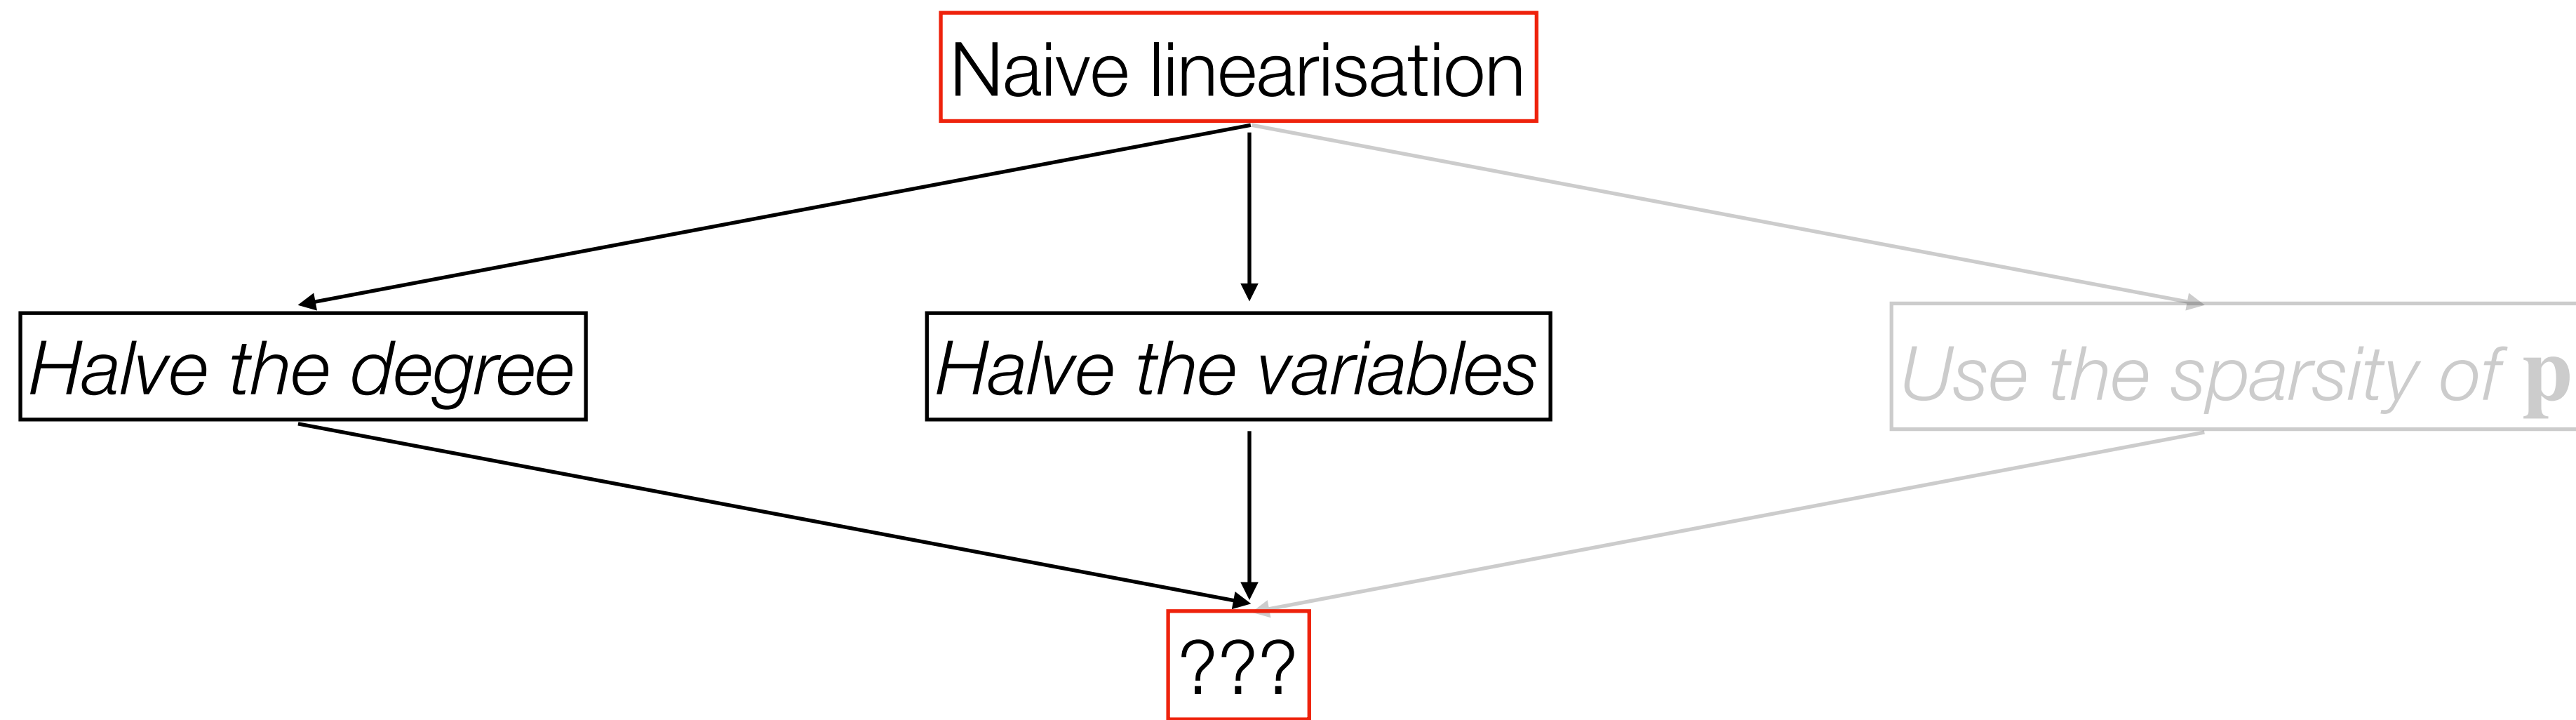 Naive linearisation
Halve the degree
Halve the variables
Use the sparsity of p
???